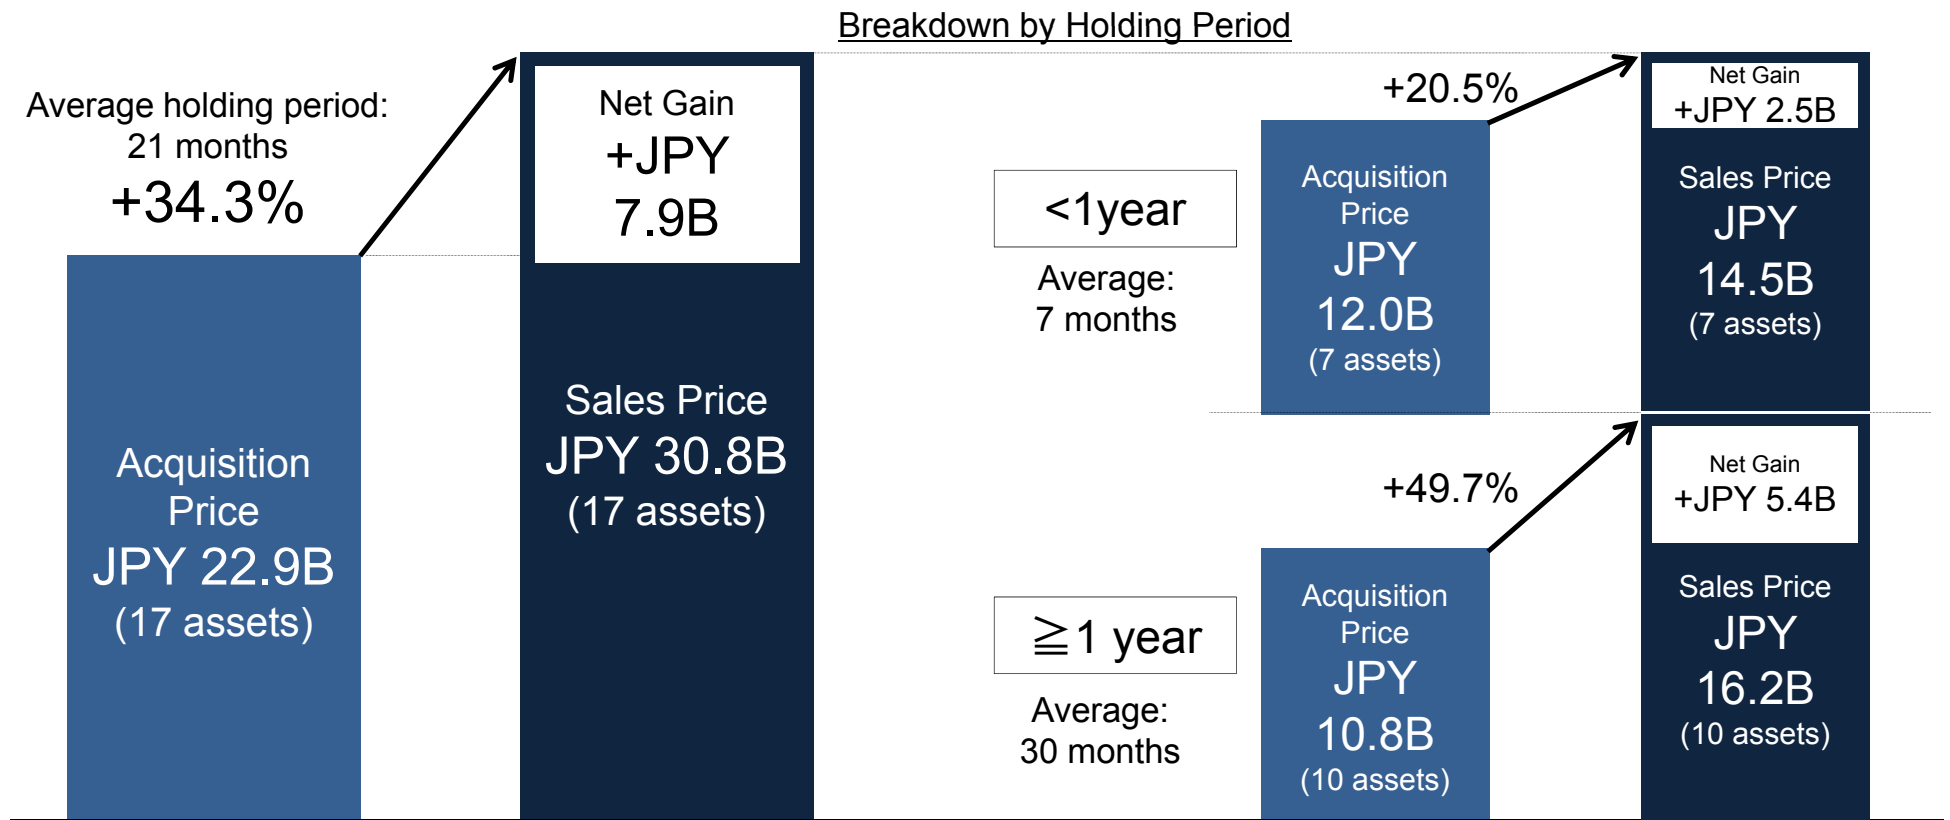 Breakdown by Holding Period
Average holding period:
21 months
+34.3%
Acquisition
Price
JPY 22.9B
(17 assets)
Net Gain
+JPY
7.9B
Sales Price
JPY 30.8B
(17 assets)
<1year
Average:
7 months
+20.5%
Acquisition
Price
JPY
12.0B
(7 assets)
Net Gain
+JPY 2.5B
Sales Price
JPY
14.5B
(7 assets)
≧1 year
Average:
30 months
+49.7%
Acquisition
Price
JPY
10.8B
(10 assets)
Net Gain
+JPY 5.4B
Sales Price
JPY
16.2B
(10 assets)